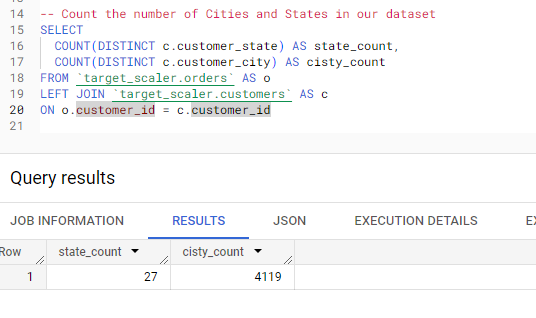 14 -- Count the number of Cities and States in our dataset
15 SELECT
16 COUNT(DISTINCT c.customer_state) AS state_count,
17 COUNT(DISTINCT c.customer_city) AS cisty_count
18 FROM `target_scaler.orders` AS o
19 LEFT JOIN `target_scaler.customers` AS c
20 ON o.customer_id = c.customer_id
21
Query results
JOB INFORMATION RESULTS JSON EXECUTION DETAILS
Row state_count cisty_count
1 27 4119